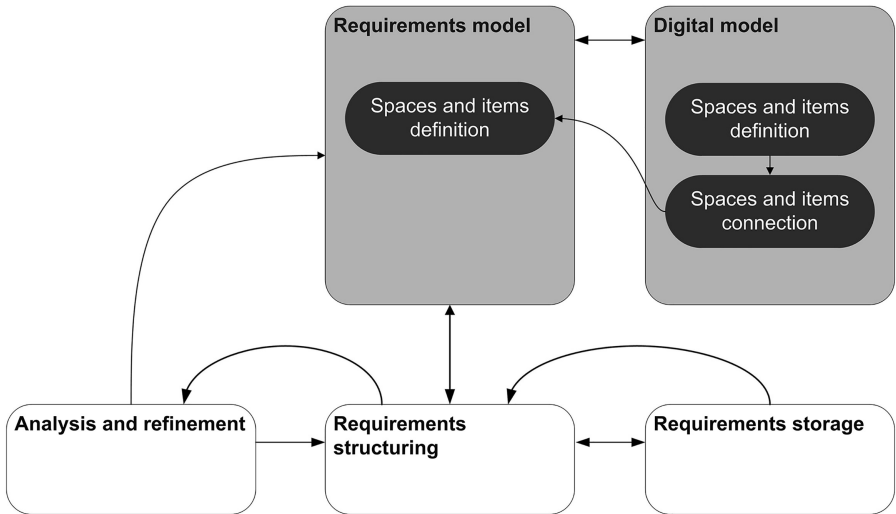 Requirements model
Digital model
Spaces and items
definition
Spaces and items
definition
Spaces and items
connection
Analysis and refinement
Requirements
structuring
Requirements storage